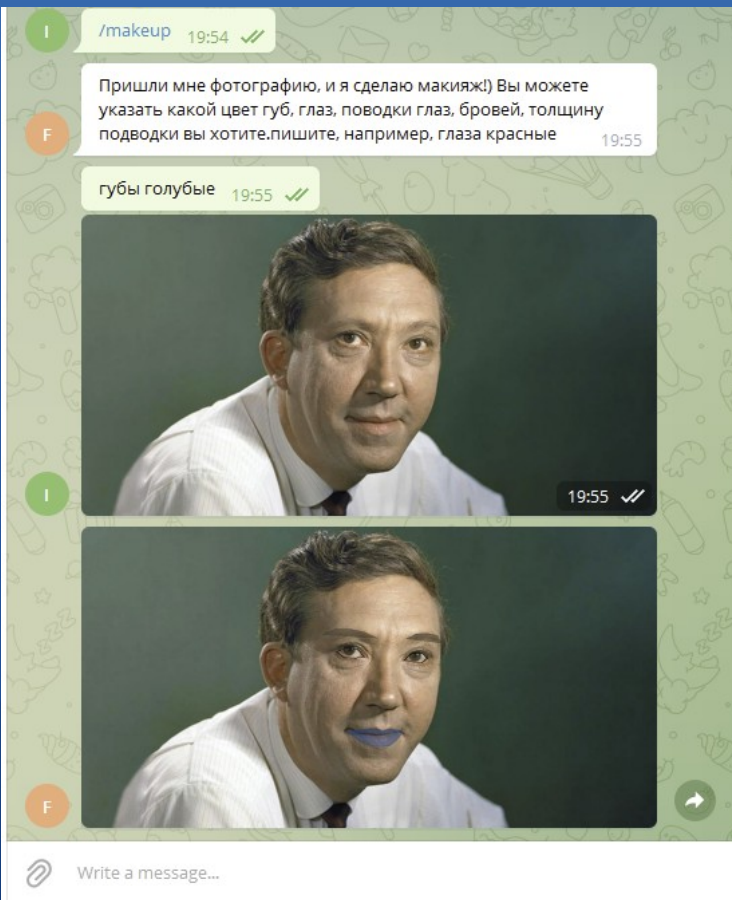 I
/makeup 19:54
Пришли мне фотографию, и я сделаю макияж!) Вы можете
указать какой цвет губ, глаз, поводки глаз, бровей, толщину
подводки вы хотите.пишите, например, глаза красные
19:55
F
губы голубые 19:55
19:55
I
F
Write a message...